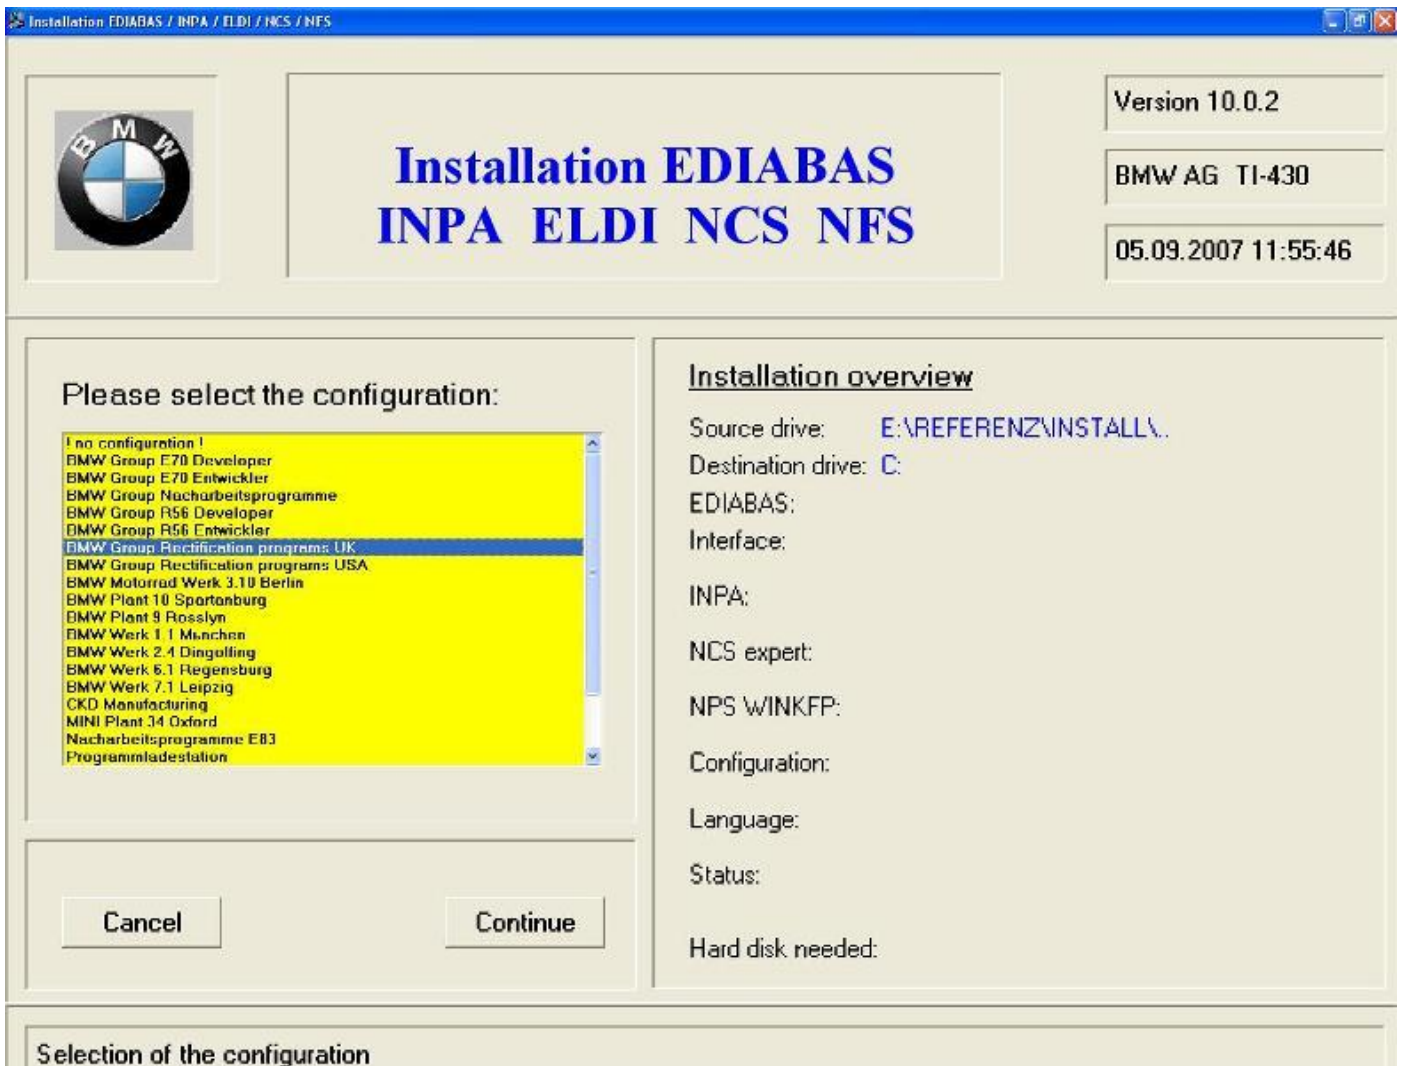 Installation EDIABAS / INPA / ELDI / NCS / NFS
BMW
Installation EDIABAS
INPA ELDI NCS NFS
Version 10.0.2
BMW AG TI-430
05.09.2007 11:55:46
Please select the configuration:
! no configuration !
BMW Group E70 Developer
BMW Group E70 Entwickler
BMW Group Nacharbeitsprogramme
BMW Group R56 Developer
BMW Group R56 Entwickler
BMW Group Rectification programs UK
BMW Group Rectification programs USA
BMW Motorrad Werk 3.10 Berlin
BMW Plant 10 Spartanburg
BMW Plant 9 Rosslyn
BMW Werk 1.1 München
BMW Werk 2.4 Dingolfing
BMW Werk 6.1 Regensburg
BMW Werk 7.1 Leipzig
CKD Manufacturing
MINI Plant 34 Oxford
Nacharbeitsprogramme E83
Programmladestation
Cancel
Continue
Installation overview
Source drive: E:\REFERENZ\INSTALL\..
Destination drive: C:
EDIABAS:
Interface:
INPA:
NCS expert:
NPS WINKFP:
Configuration:
Language:
Status:
Hard disk needed:
Selection of the configuration